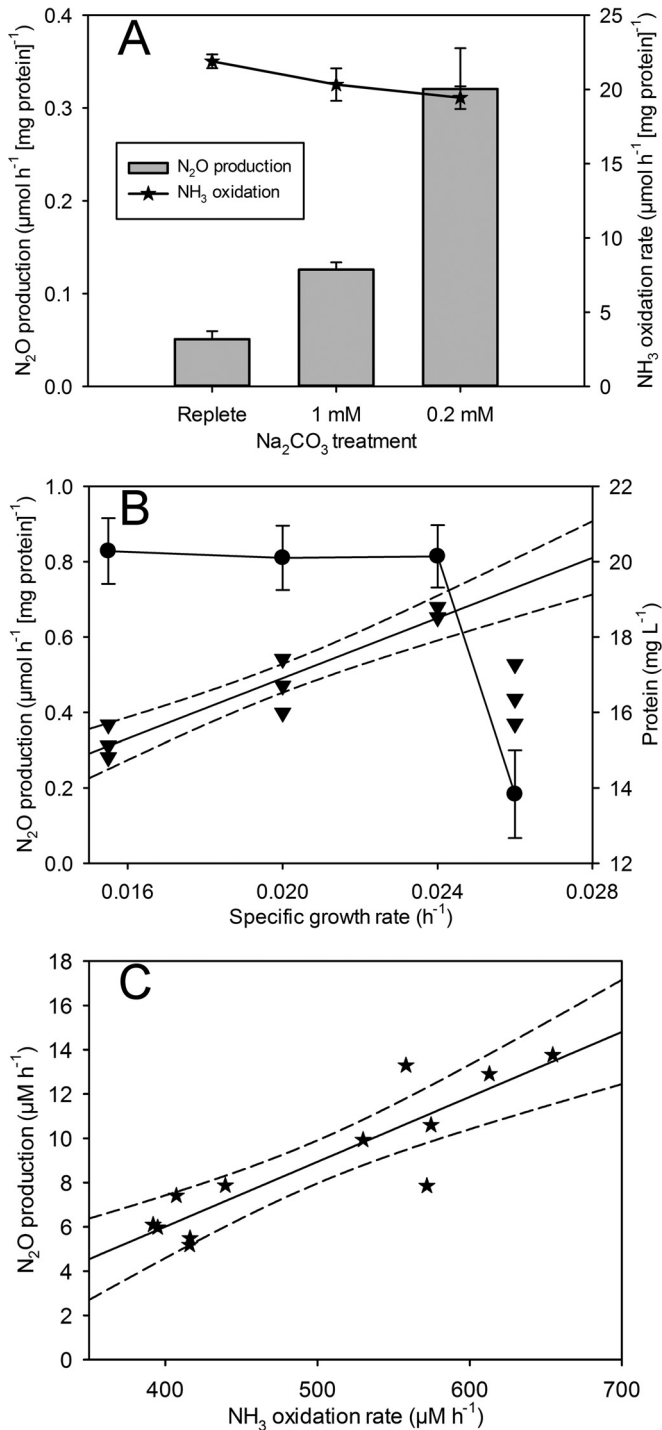 A
0.4
0.3
0.2
0.1
0.0
N₂O production (µmol h⁻¹ [mg protein]⁻¹)
25
20
15
10
5
0
NH₃ oxidation rate (µmol h⁻¹ [mg protein]⁻¹)
N₂O production
NH₃ oxidation
Replete 1 mM 0.2 mM
Na₂CO₃ treatment
B
1.0
0.8
0.6
0.4
0.2
0.0
N₂O production (µmol h⁻¹ [mg protein]⁻¹)
22
20
18
16
14
12
Protein (mg L⁻¹)
0.016 0.020 0.024 0.028
Specific growth rate (h⁻¹)
C
18
16
14
12
10
8
6
4
2
0
N₂O production (µM h⁻¹)
400 500 600 700
NH₃ oxidation rate (µM h⁻¹)